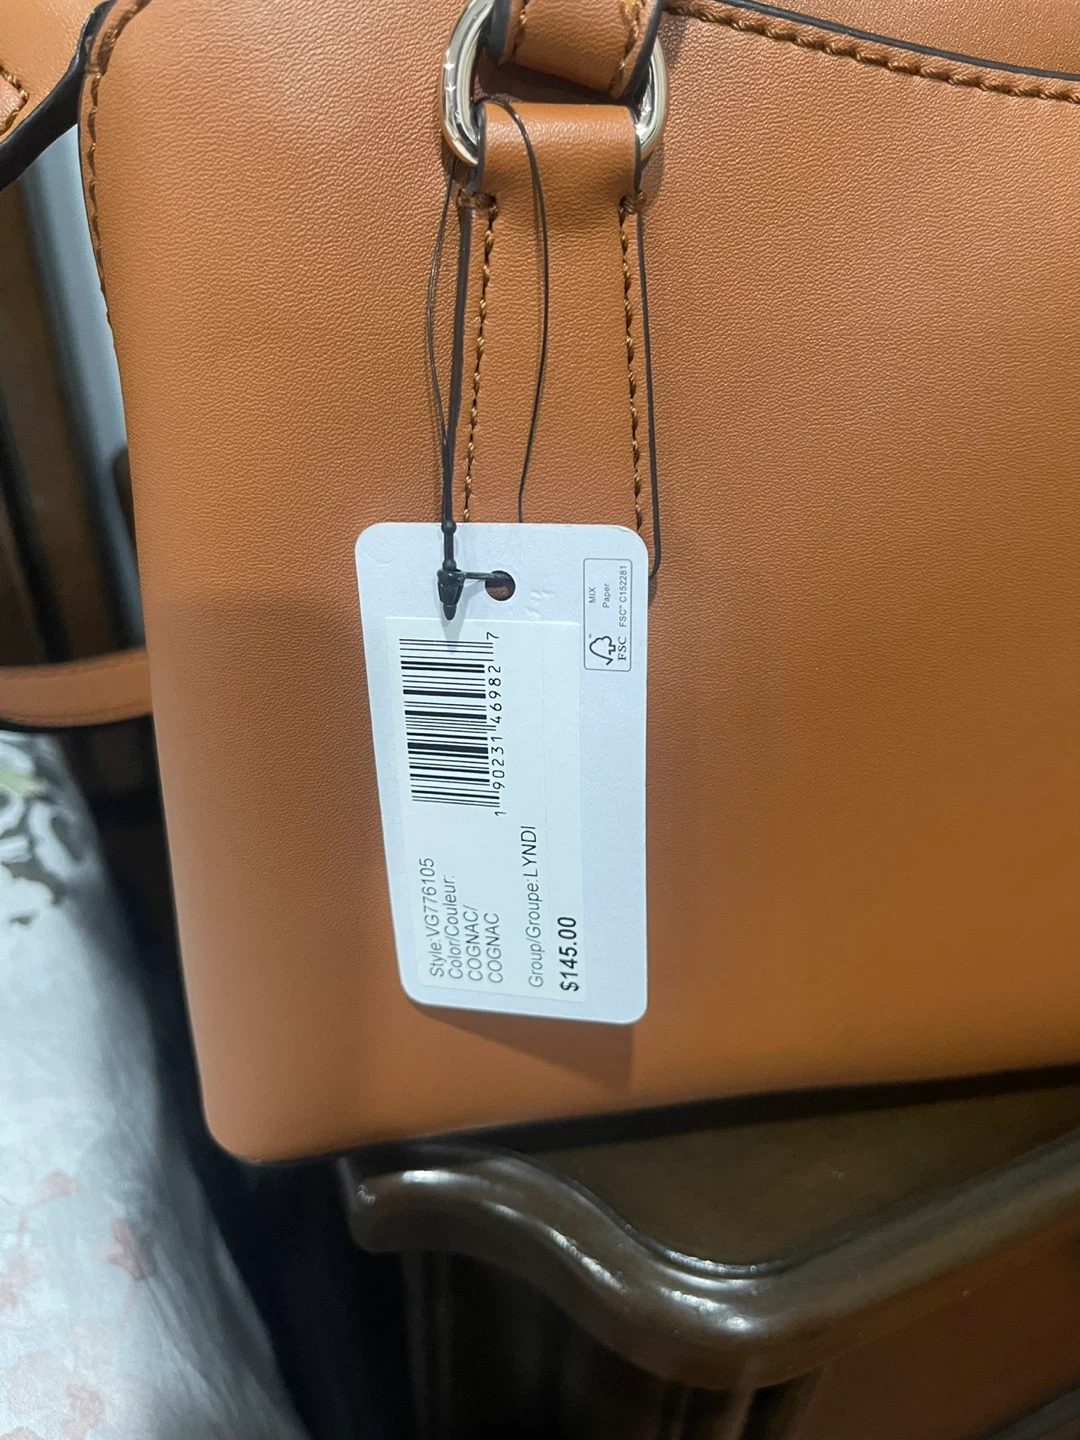 MIX
Paper
FSC™ C152281
FSC
1 90231 46982 7
Style:VG776105
Color/Couleur:
COGNAC/
COGNAC
Group/Groupe:LYNDI
$145.00